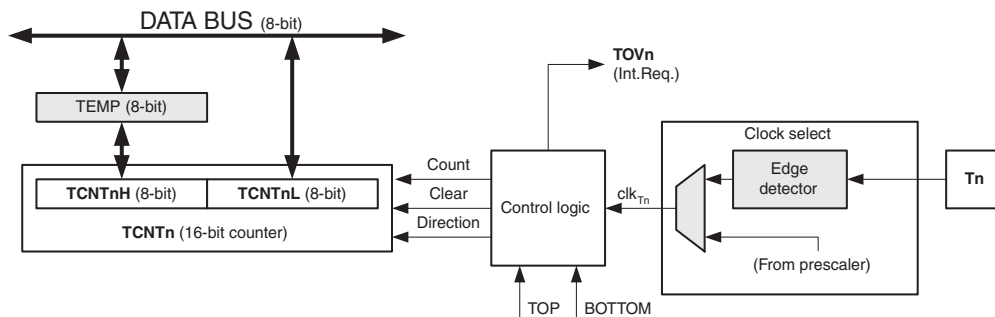 DATA BUS (8-bit)
TOVn
(Int.Req.)
TEMP (8-bit)
Clock select
Count
Edge
detector
Tn
TCNTnH (8-bit) TCNTnL (8-bit)
Clear
Control logic
clkTn
TCNTn (16-bit counter)
Direction
(From prescaler)
TOP
BOTTOM